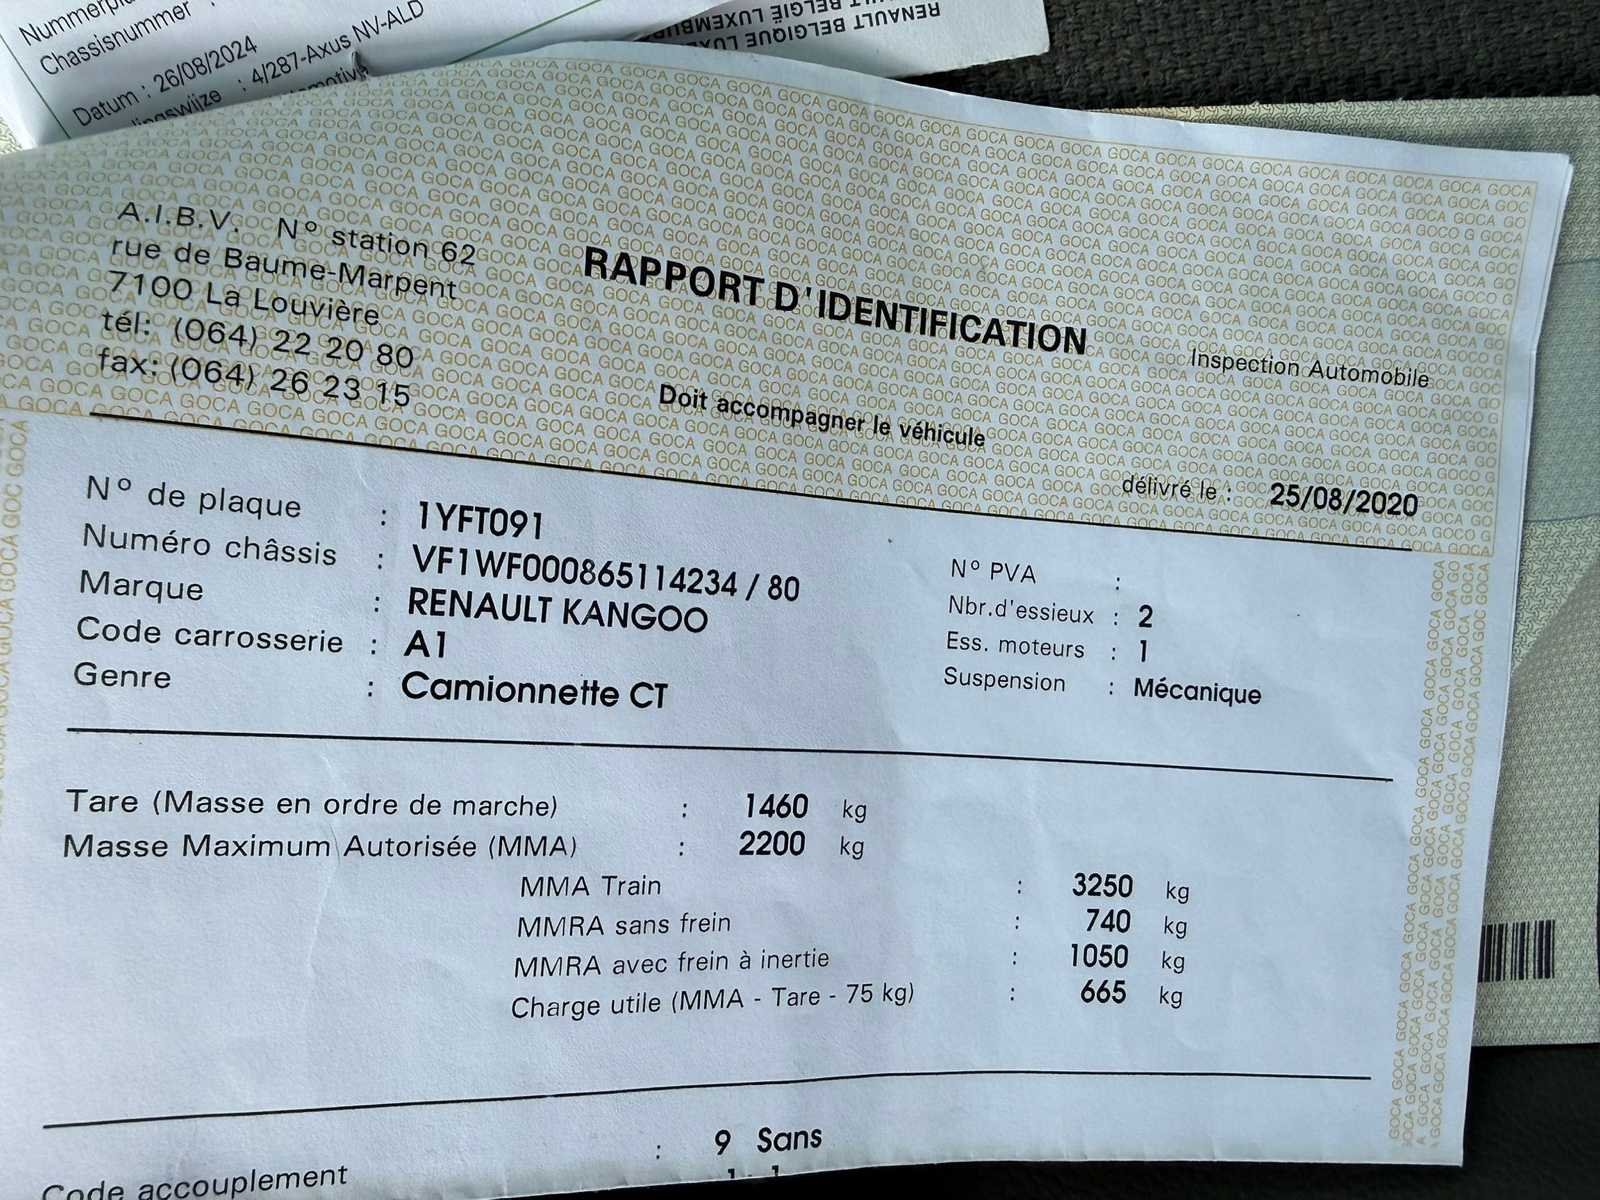 Chassisnummer :
Datum : 26/08/2024
: 4/287-Axus NV-ALD
RENAULT BELGIQUE LUXEMB
RENAULT BELGIË LUXEMBU
A.I.B.V. N° station 62
rue de Baume-Marpent
7100 La Louvière
tél: (064) 22 20 80
fax: (064) 26 23 15
RAPPORT D'IDENTIFICATION
Doit accompagner le véhicule
Inspection Automobile
délivré le : 25/08/2020
N° de plaque : 1YFT091
Numéro châssis : VF1WF000865114234 / 80
Marque : RENAULT KANGOO
Code carrosserie : A1
Genre : Camionnette CT
N° PVA :
Nbr.d'essieux : 2
Ess. moteurs : 1
Suspension : Mécanique
Tare (Masse en ordre de marche) : 1460 kg
Masse Maximum Autorisée (MMA) : 2200 kg
MMA Train : 3250 kg
MMRA sans frein : 740 kg
MMRA avec frein à inertie : 1050 kg
Charge utile (MMA - Tare - 75 kg) : 665 kg
: 9 Sans
Code accouplement